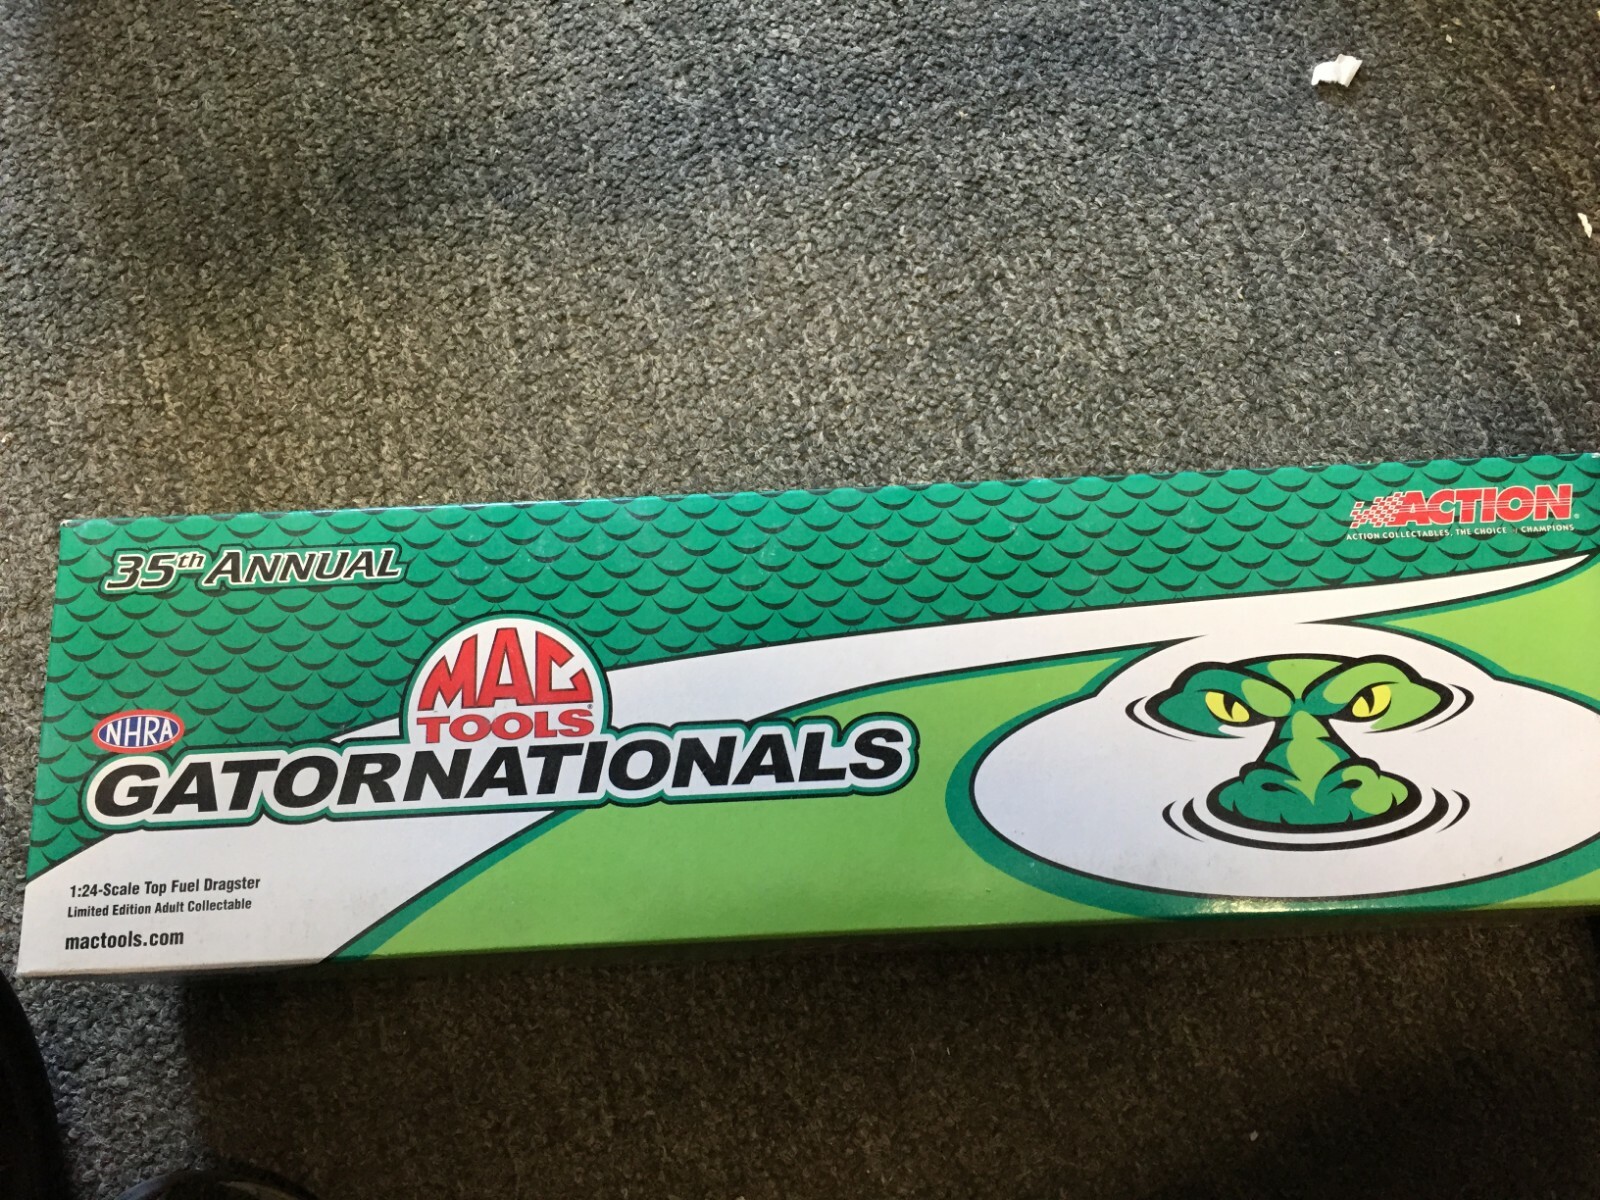 35th ANNUAL
ACTION
ACTION COLLECTABLES, THE CHOICE CHAMPIONS
MAC
TOOLS
NHRA
GATORNATIONALS
1:24-Scale Top Fuel Dragster
Limited Edition Adult Collectable
mactools.com